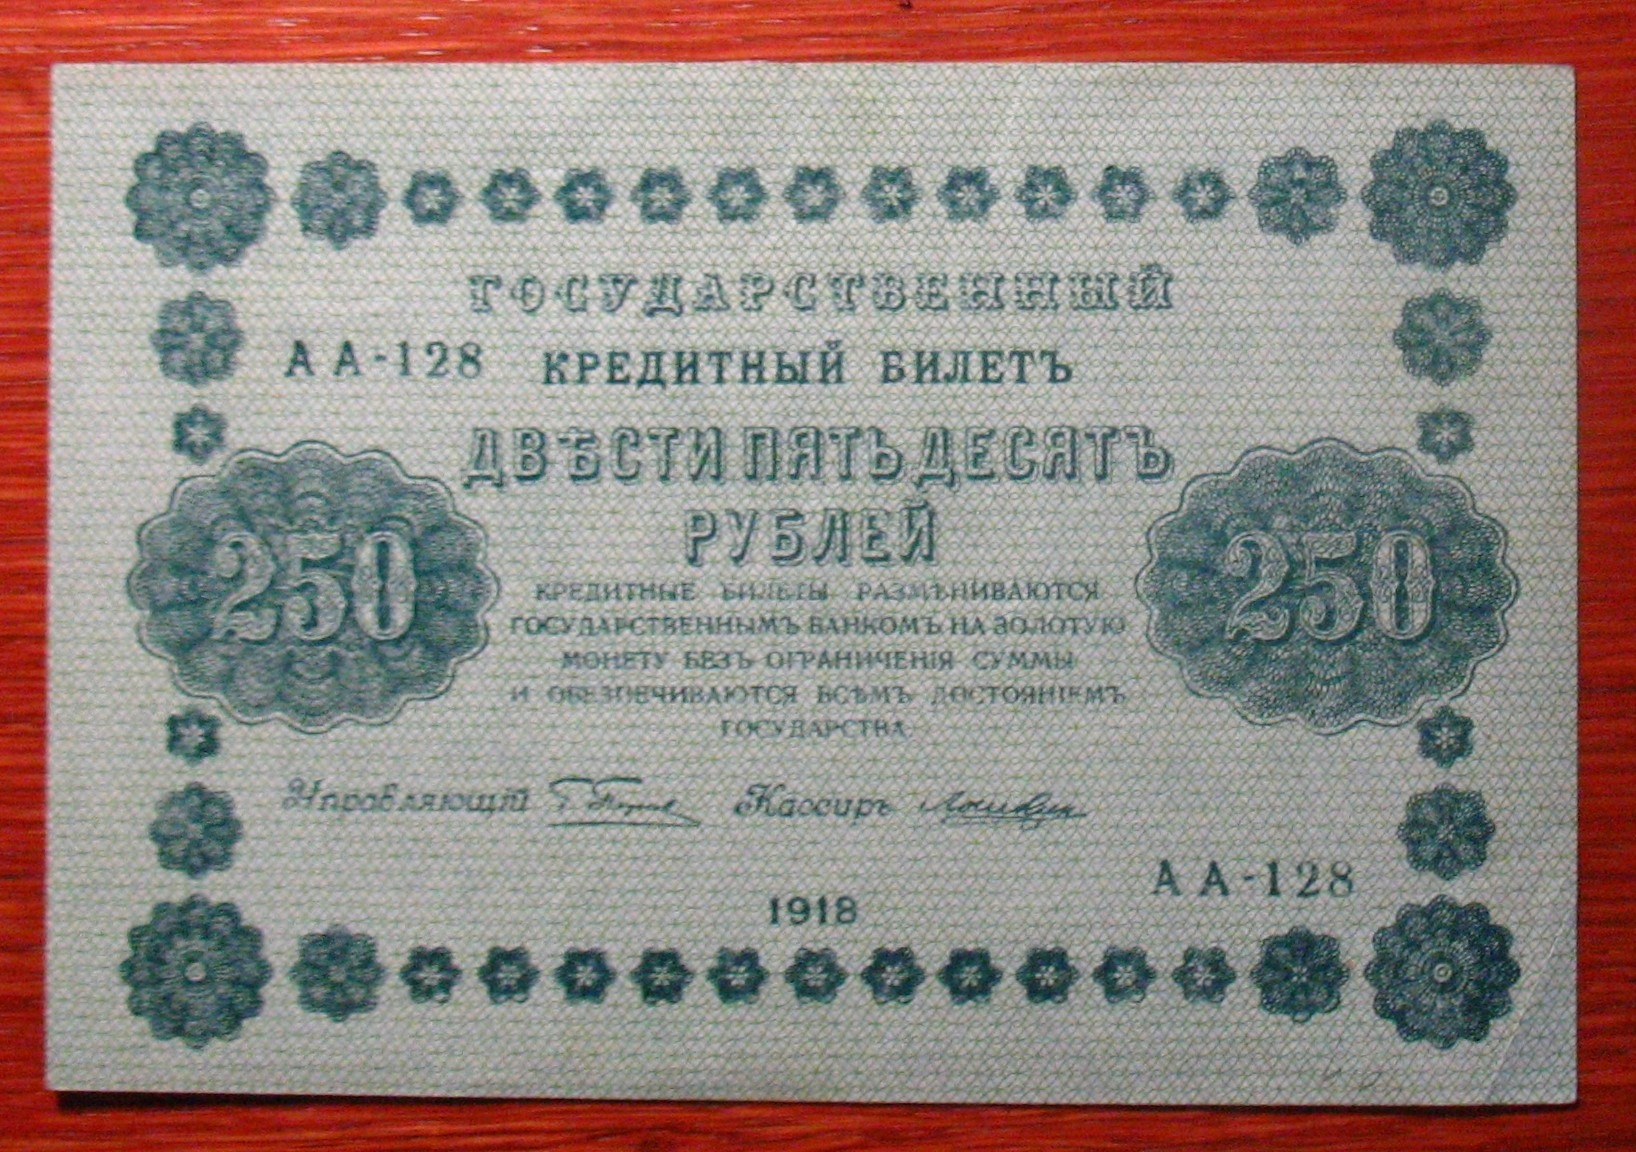 ГОСУДАРСТВЕННЫЙ
АА-128 КРЕДИТНЫЙ БИЛЕТЪ
ДВѢСТИ ПЯТЬДЕСЯТЪ
РУБЛЕЙ
250 250
КРЕДИТНЫЕ БИЛЕТЫ РАЗМѢНИВАЮТСЯ
ГОСУДАРСТВЕННЫМЪ БАНКОМЪ НА ЗОЛОТУЮ
МОНЕТУ БЕЗЪ ОГРАНИЧЕНІЯ СУММЫ
И ОБЕЗПЕЧИВАЮТСЯ ВСѢМЪ ДОСТОЯНІЕМЪ
ГОСУДАРСТВА.
Управляющій Кассиръ
АА-128
1918